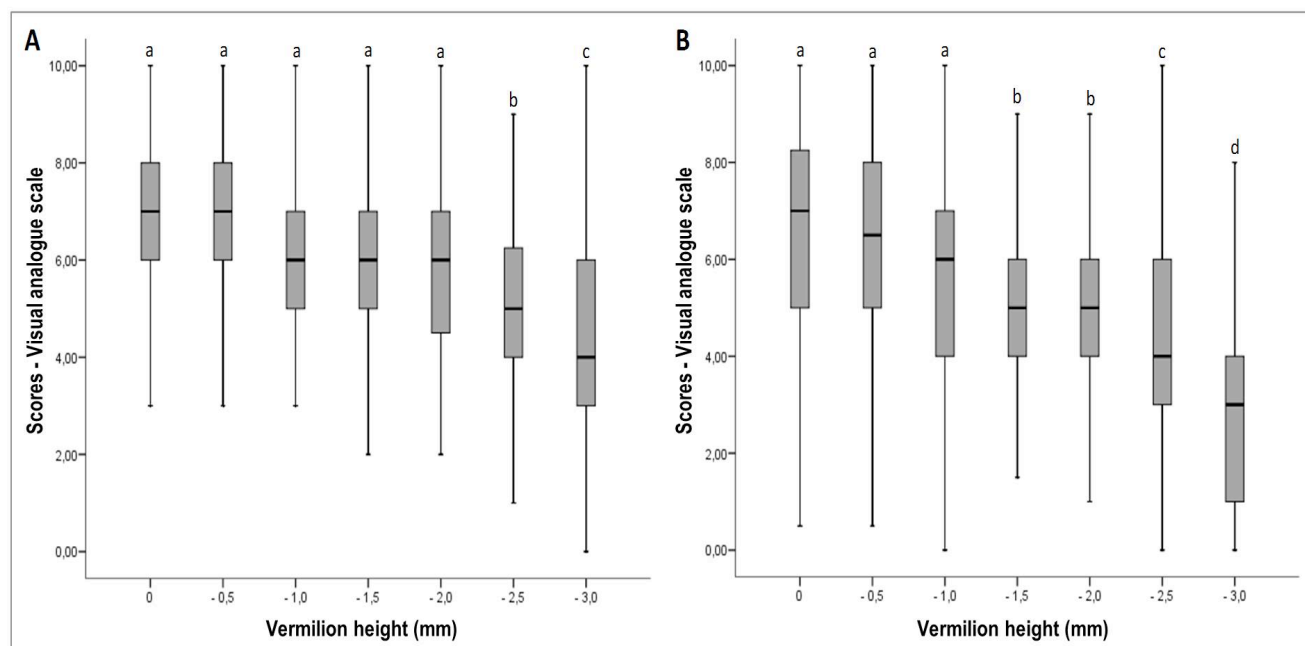 A
a a a a a b c
10,00
8,00
6,00
4,00
2,00
0,00
Scores - Visual analogue scale
0 - 0,5 - 1,0 - 1,5 - 2,0 - 2,5 - 3,0
Vermilion height (mm)
B
a a a b b c d
10,00
8,00
6,00
4,00
2,00
0,00
Scores - Visual analogue scale
0 - 0,5 - 1,0 - 1,5 - 2,0 - 2,5 - 3,0
Vermilion height (mm)